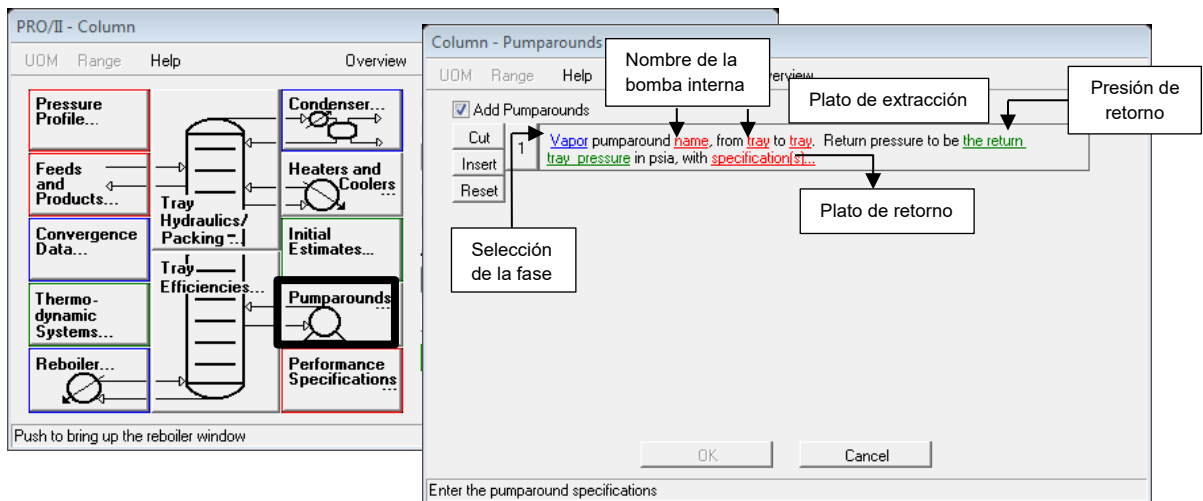 PRO/II - Column
UOM Range Help Overview
Pressure
Profile...
Feeds
and
Products...
Convergence
Data...
Thermo-
dynamic
Systems...
Reboiler...
Tray
Hydraulics/
Packing ...
Tray
Efficiencies...
Condenser...
Heaters and
Coolers
...
Initial
Estimates...
Pumparounds
...
Performance
Specifications
...
Push to bring up the reboiler window
Column - Pumparounds
UOM Range Help Overview
Add Pumparounds
Cut
Insert
Reset
1
Vapor pumparound name, from tray to tray. Return pressure to be the return
tray pressure in psia, with specification[s]...
Nombre de la
bomba interna
Plato de extracción
Presión de
retorno
Plato de retorno
Selección
de la fase
OK Cancel
Enter the pumparound specifications